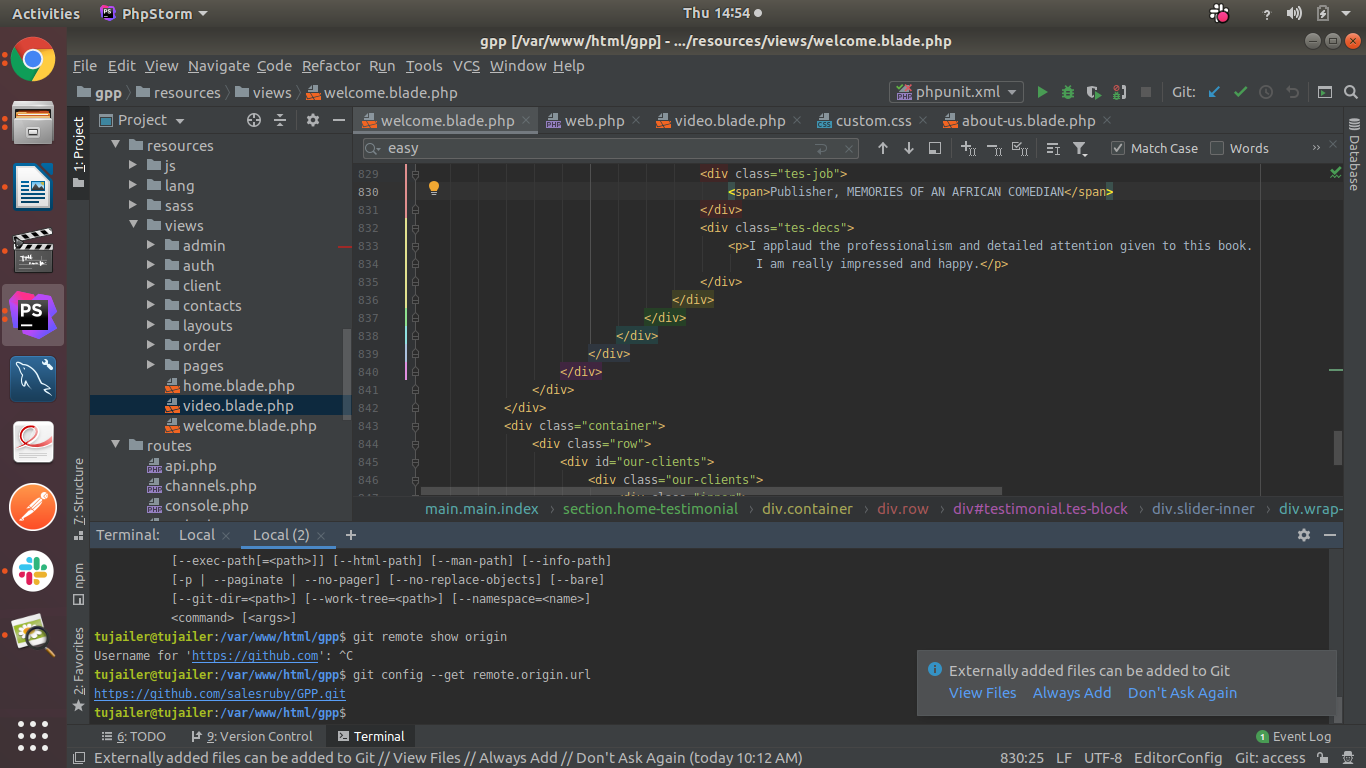 Activities PhpStorm Thu 14:54 ?
gpp [/var/www/html/gpp] - .../resources/views/welcome.blade.php
File Edit View Navigate Code Refactor Run Tools VCS Window Help
gpp resources views welcome.blade.php phpunit.xml Git:
1: Project
Project
resources
js
lang
sass
views
admin
auth
client
contacts
layouts
order
pages
home.blade.php
video.blade.php
welcome.blade.php
routes
api.php
channels.php
console.php
welcome.blade.php web.php video.blade.php custom.css about-us.blade.php
easy Match Case Words
829 <div class="tes-job">
830 <span>Publisher, MEMORIES OF AN AFRICAN COMEDIAN</span>
831 </div>
832 <div class="tes-decs">
833 <p>I applaud the professionalism and detailed attention given to this book.
834 I am really impressed and happy.</p>
835 </div>
836 </div>
837 </div>
838 </div>
839 </div>
840 </div>
841 </div>
842 </div>
843 <div class="container">
844 <div class="row">
845 <div id="our-clients">
846 <div class="our-clients">
main.main.index section.home-testimonial div.container div.row div#testimonial.tes-block div.slider-inner div.wrap-
Database
7: Structure
npm
2: Favorites
Terminal: Local Local (2)
[--exec-path[=<path>]] [--html-path] [--man-path] [--info-path]
[-p | --paginate | --no-pager] [--no-replace-objects] [--bare]
[--git-dir=<path>] [--work-tree=<path>] [--namespace=<name>]
<command> [<args>]
tujailer@tujailer:/var/www/html/gpp$ git remote show origin
Username for 'https://github.com': ^C
tujailer@tujailer:/var/www/html/gpp$ git config --get remote.origin.url
https://github.com/salesruby/GPP.git
tujailer@tujailer:/var/www/html/gpp$
Externally added files can be added to Git
View Files Always Add Don't Ask Again
6: TODO 9: Version Control Terminal 1 Event Log
Externally added files can be added to Git // View Files // Always Add // Don't Ask Again (today 10:12 AM) 830:25 LF UTF-8 EditorConfig Git: access